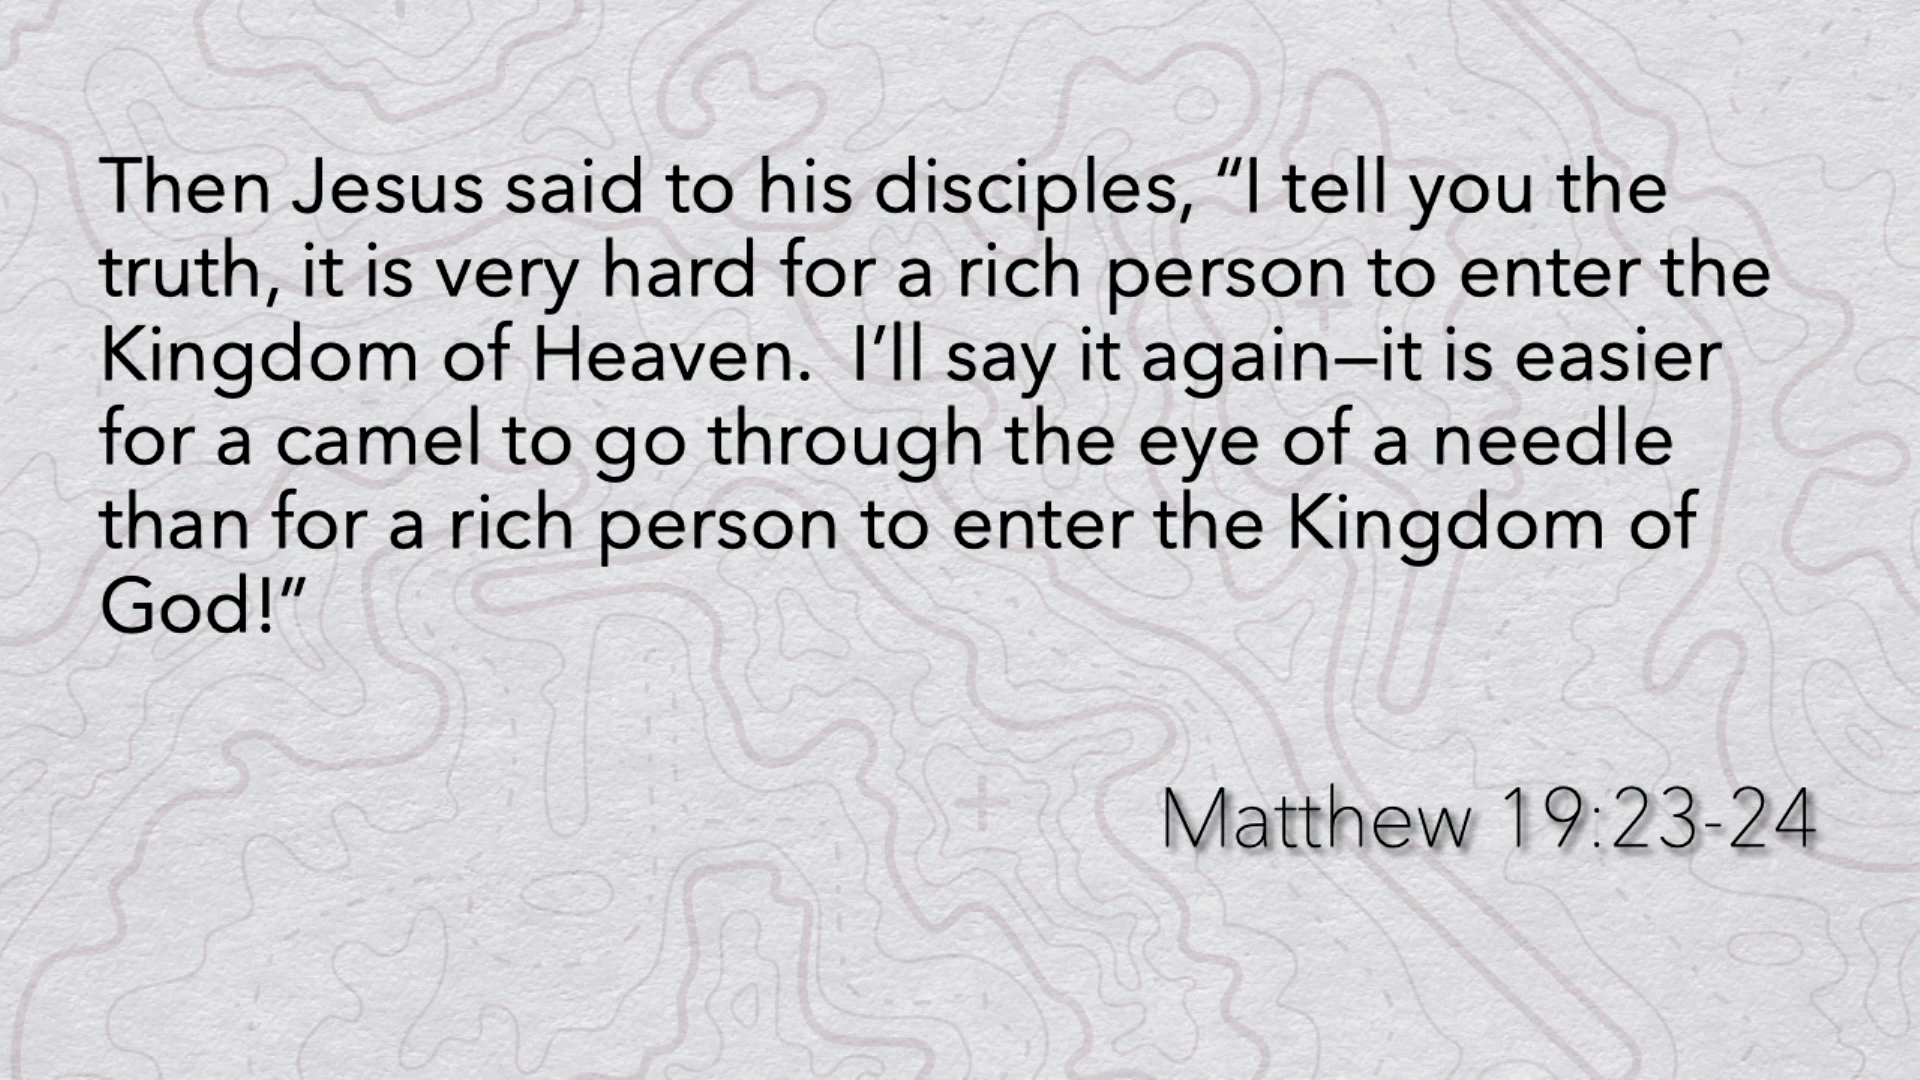 Then Jesus said to his disciples, “I tell you the
truth, it is very hard for a rich person to enter the
Kingdom of Heaven.  I’ll say it again—it is easier
for a camel to go through the eye of a needle
than for a rich person to enter the Kingdom of
God!”
Matthew 19:23-24